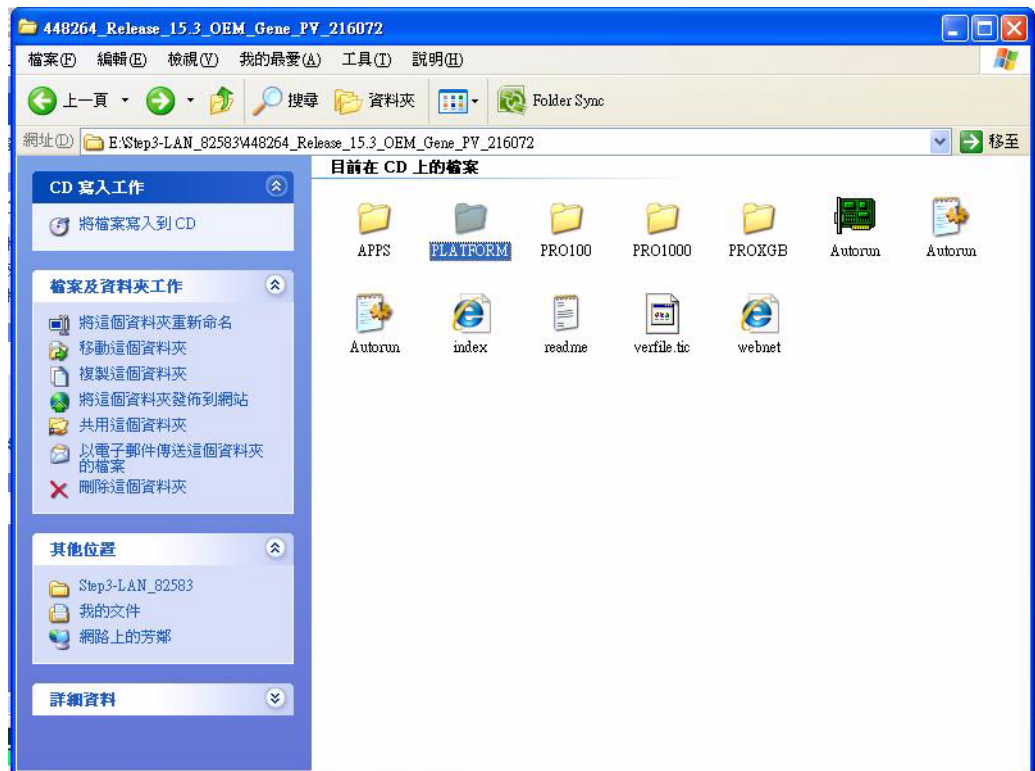 448264_Release_15.3_OEM_Gene_PV_216072
檔案(F) 編輯(E) 檢視(V) 我的最愛(A) 工具(T) 說明(H)
上一頁 搜尋 資料夾 Folder Sync
網址(D) E:\Step3-LAN_82583\448264_Release_15.3_OEM_Gene_PV_216072 移至
CD 寫入工作
將檔案寫入到 CD
檔案及資料夾工作
將這個資料夾重新命名
移動這個資料夾
複製這個資料夾
將這個資料夾發佈到網站
共用這個資料夾
以電子郵件傳送這個資料夾
的檔案
刪除這個資料夾
其他位置
Step3-LAN_82583
我的文件
網路上的芳鄰
詳細資料
目前在 CD 上的檔案
APPS PLATFORM PRO100 PRO1000 PROXGB Autorun Autorun
Autorun index readme verfile.tic webnet